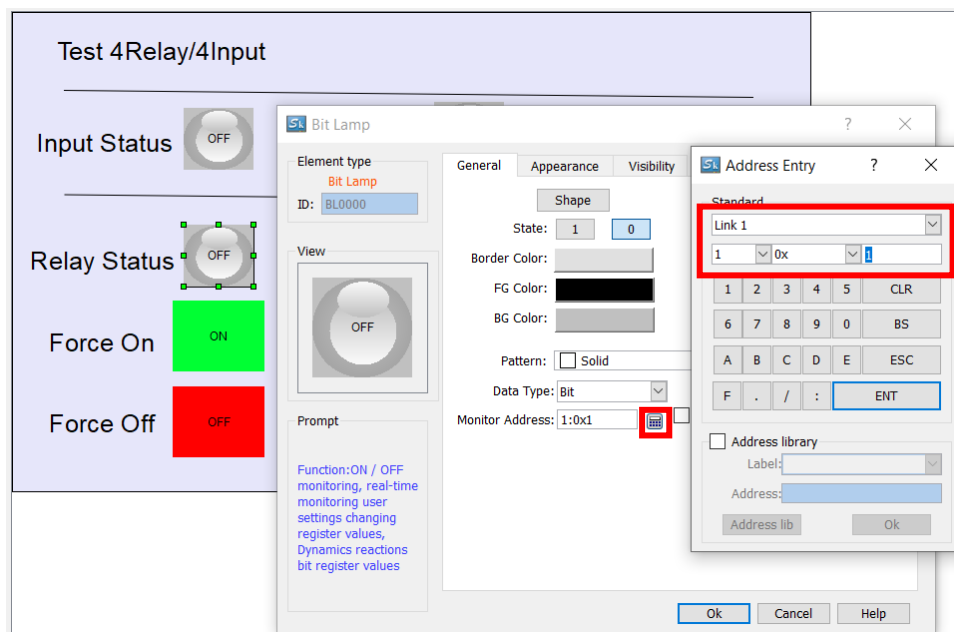 Test 4Relay/4Input
Input Status
OFF
Relay Status
OFF
Force On
ON
Force Off
OFF
Sk Bit Lamp
?
Element type
Bit Lamp
ID: BL0000
View
OFF
Prompt
Function:ON / OFF
monitoring, real-time
monitoring user
settings changing
register values,
Dynamics reactions
bit register values
General Appearance Visibility
Shape
State: 1 0
Border Color:
FG Color:
BG Color:
Pattern: Solid
Data Type: Bit
Monitor Address: 1:0x1
Ok Cancel Help
Sk Address Entry ?
Standard
Link 1
1 0x 1
1 2 3 4 5 CLR
6 7 8 9 0 BS
A B C D E ESC
F . / : ENT
Address library
Label:
Address:
Address lib Ok